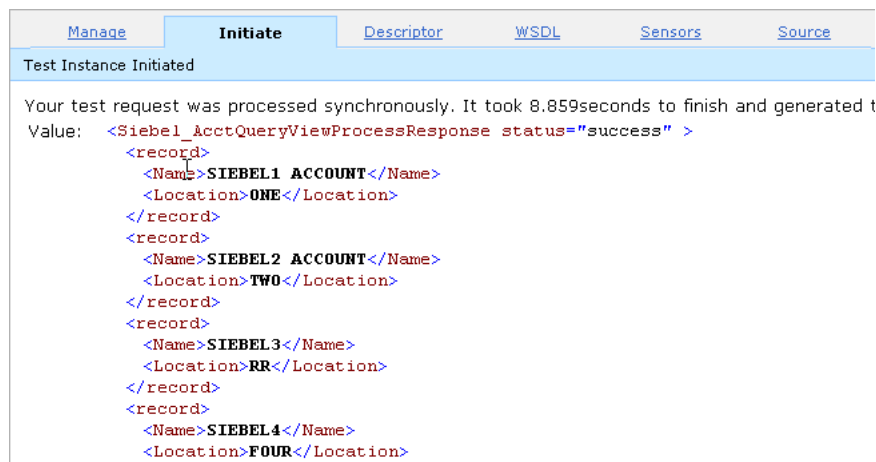 Manage Initiate Descriptor WSDL Sensors Source
Test Instance Initiated
Your test request was processed synchronously. It took 8.859seconds to finish and generated
Value: <Siebel_AcctQueryViewProcessResponse status="success" >
<record>
<Name>SIEBEL1 ACCOUNT</Name>
<Location>ONE</Location>
</record>
<record>
<Name>SIEBEL2 ACCOUNT</Name>
<Location>TWO</Location>
</record>
<record>
<Name>SIEBEL3</Name>
<Location>RR</Location>
</record>
<record>
<Name>SIEBEL4</Name>
<Location>FOUR</Location>